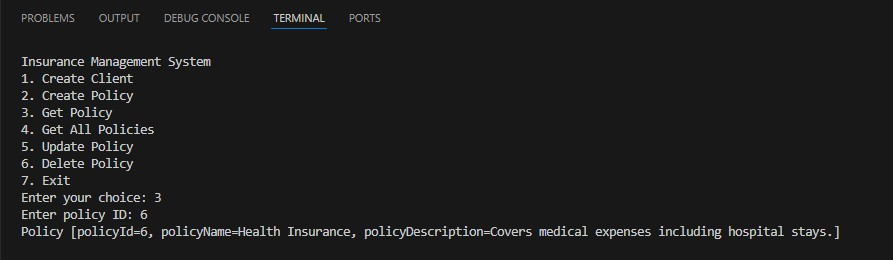 PROBLEMS OUTPUT DEBUG CONSOLE TERMINAL PORTS
Insurance Management System
1. Create Client
2. Create Policy
3. Get Policy
4. Get All Policies
5. Update Policy
6. Delete Policy
7. Exit
Enter your choice: 3
Enter policy ID: 6
Policy [policyId=6, policyName=Health Insurance, policyDescription=Covers medical expenses including hospital stays.]